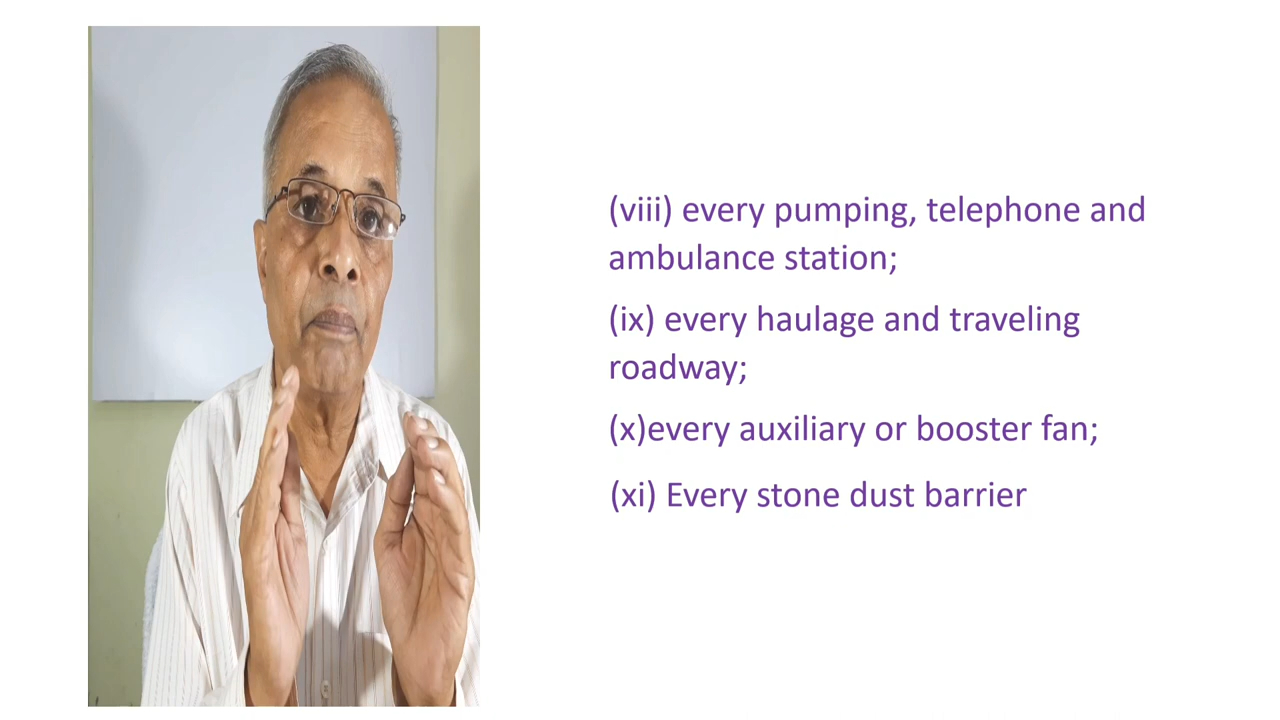 (viii) every pumping, telephone and
ambulance station;
(ix) every haulage and traveling
roadway;
(x)every auxiliary or booster fan;
(xi) Every stone dust barrier